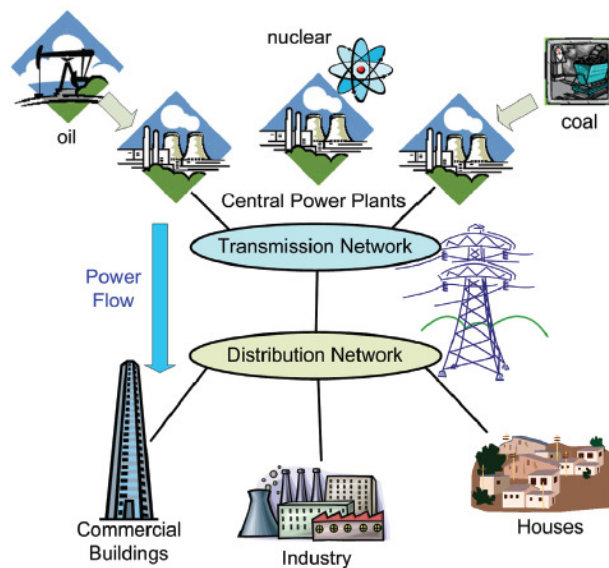 nuclear
oil
coal
Central Power Plants
Transmission Network
Power
Flow
Distribution Network
Commercial
Buildings
Industry
Houses